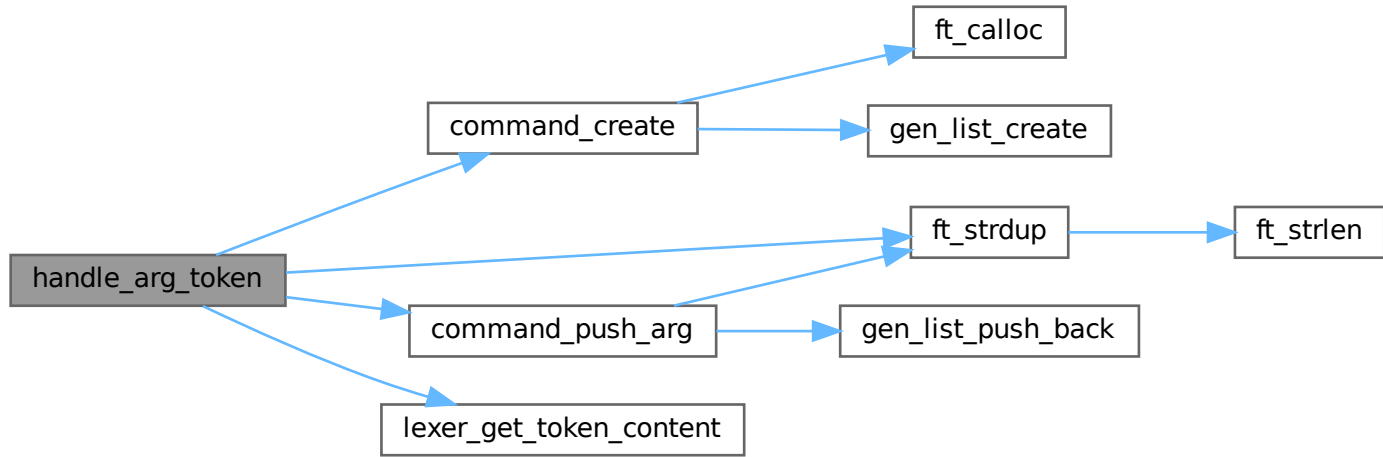 ft_calloc
command_create
gen_list_create
ft_strdup
ft_strlen
handle_arg_token
command_push_arg
gen_list_push_back
lexer_get_token_content